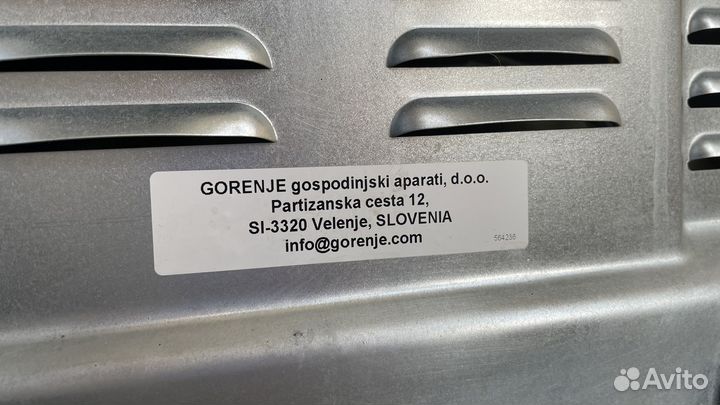 GORENJE gospodinjski aparati, d.o.o.
Partizanska cesta 12,
SI-3320 Velenje, SLOVENIA
info@gorenje.com
564236
Avito